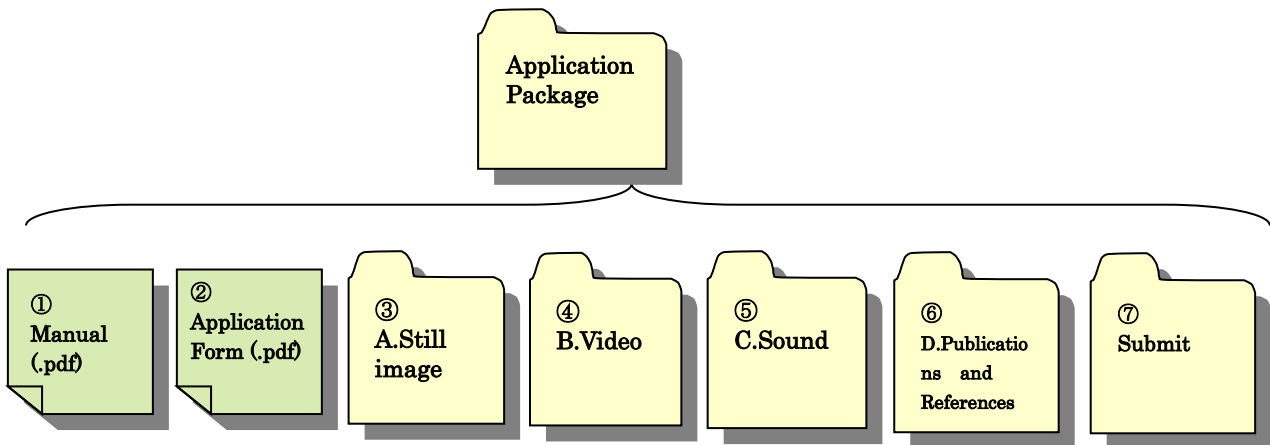 Application
Package
①
Manual
(.pdf)
②
Application
Form (.pdf)
③
A.Still
image
④
B.Video
⑤
C.Sound
⑥
D.Publicatio
ns and
References
⑦
Submit